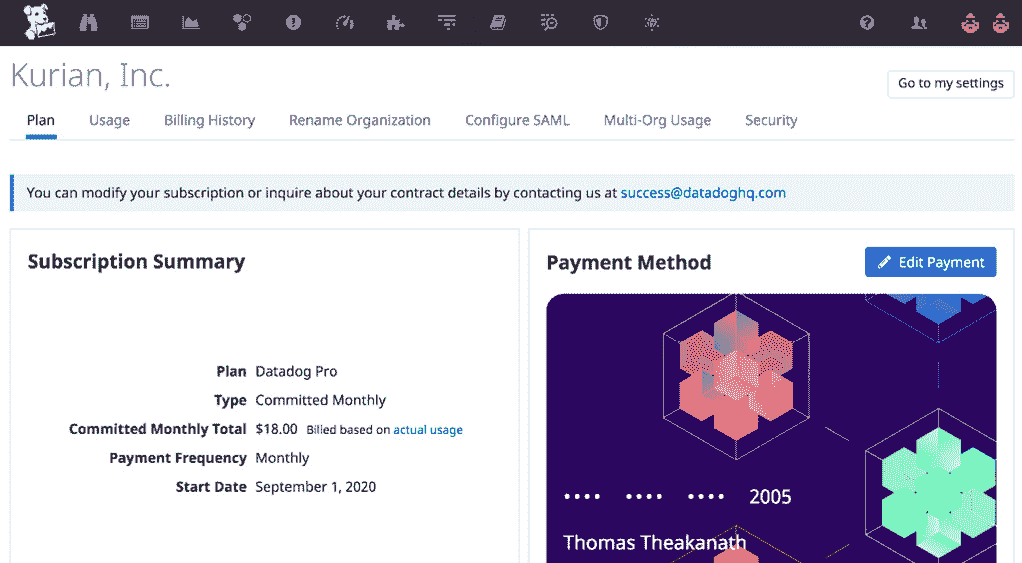 Kurian, Inc.
Go to my settings
Plan Usage Billing History Rename Organization Configure SAML Multi-Org Usage Security
You can modify your subscription or inquire about your contract details by contacting us at success@datadoghq.com
Subscription Summary
Plan Datadog Pro
Type Committed Monthly
Committed Monthly Total $18.00 Billed based on actual usage
Payment Frequency Monthly
Start Date September 1, 2020
Payment Method
Edit Payment
•••• •••• •••• 2005
Thomas Theakanath